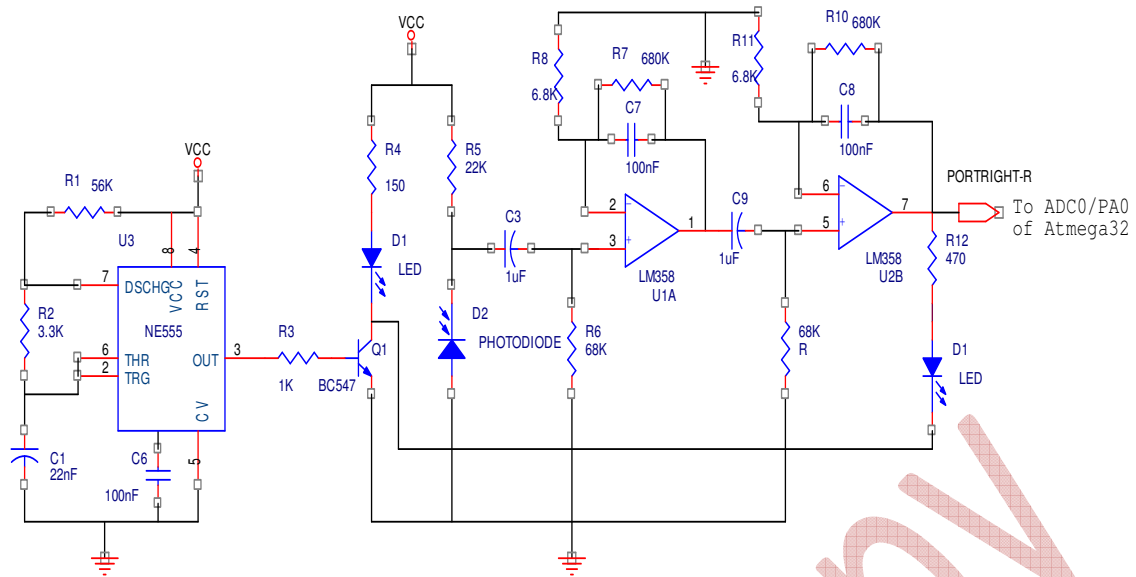 VCC
R1
56K
U3
8
4
7
DSCHG
VCC
RST
R2
3.3K
NE555
6
THR
2
TRG
OUT
3
CV
5
C1
22nF
C6
100nF
R3
1K
Q1
BC547
VCC
R4
150
D1
LED
R5
22K
C3
1uF
D2
PHOTODIODE
R6
68K
R8
6.8K
R7
680K
C7
100nF
2
3
1
LM358
U1A
C9
1uF
R11
6.8K
R10
680K
C8
100nF
6
5
7
LM358
U2B
68K
R
PORTRIGHT-R
To ADC0/PA0
of Atmega32
R12
470
D1
LED